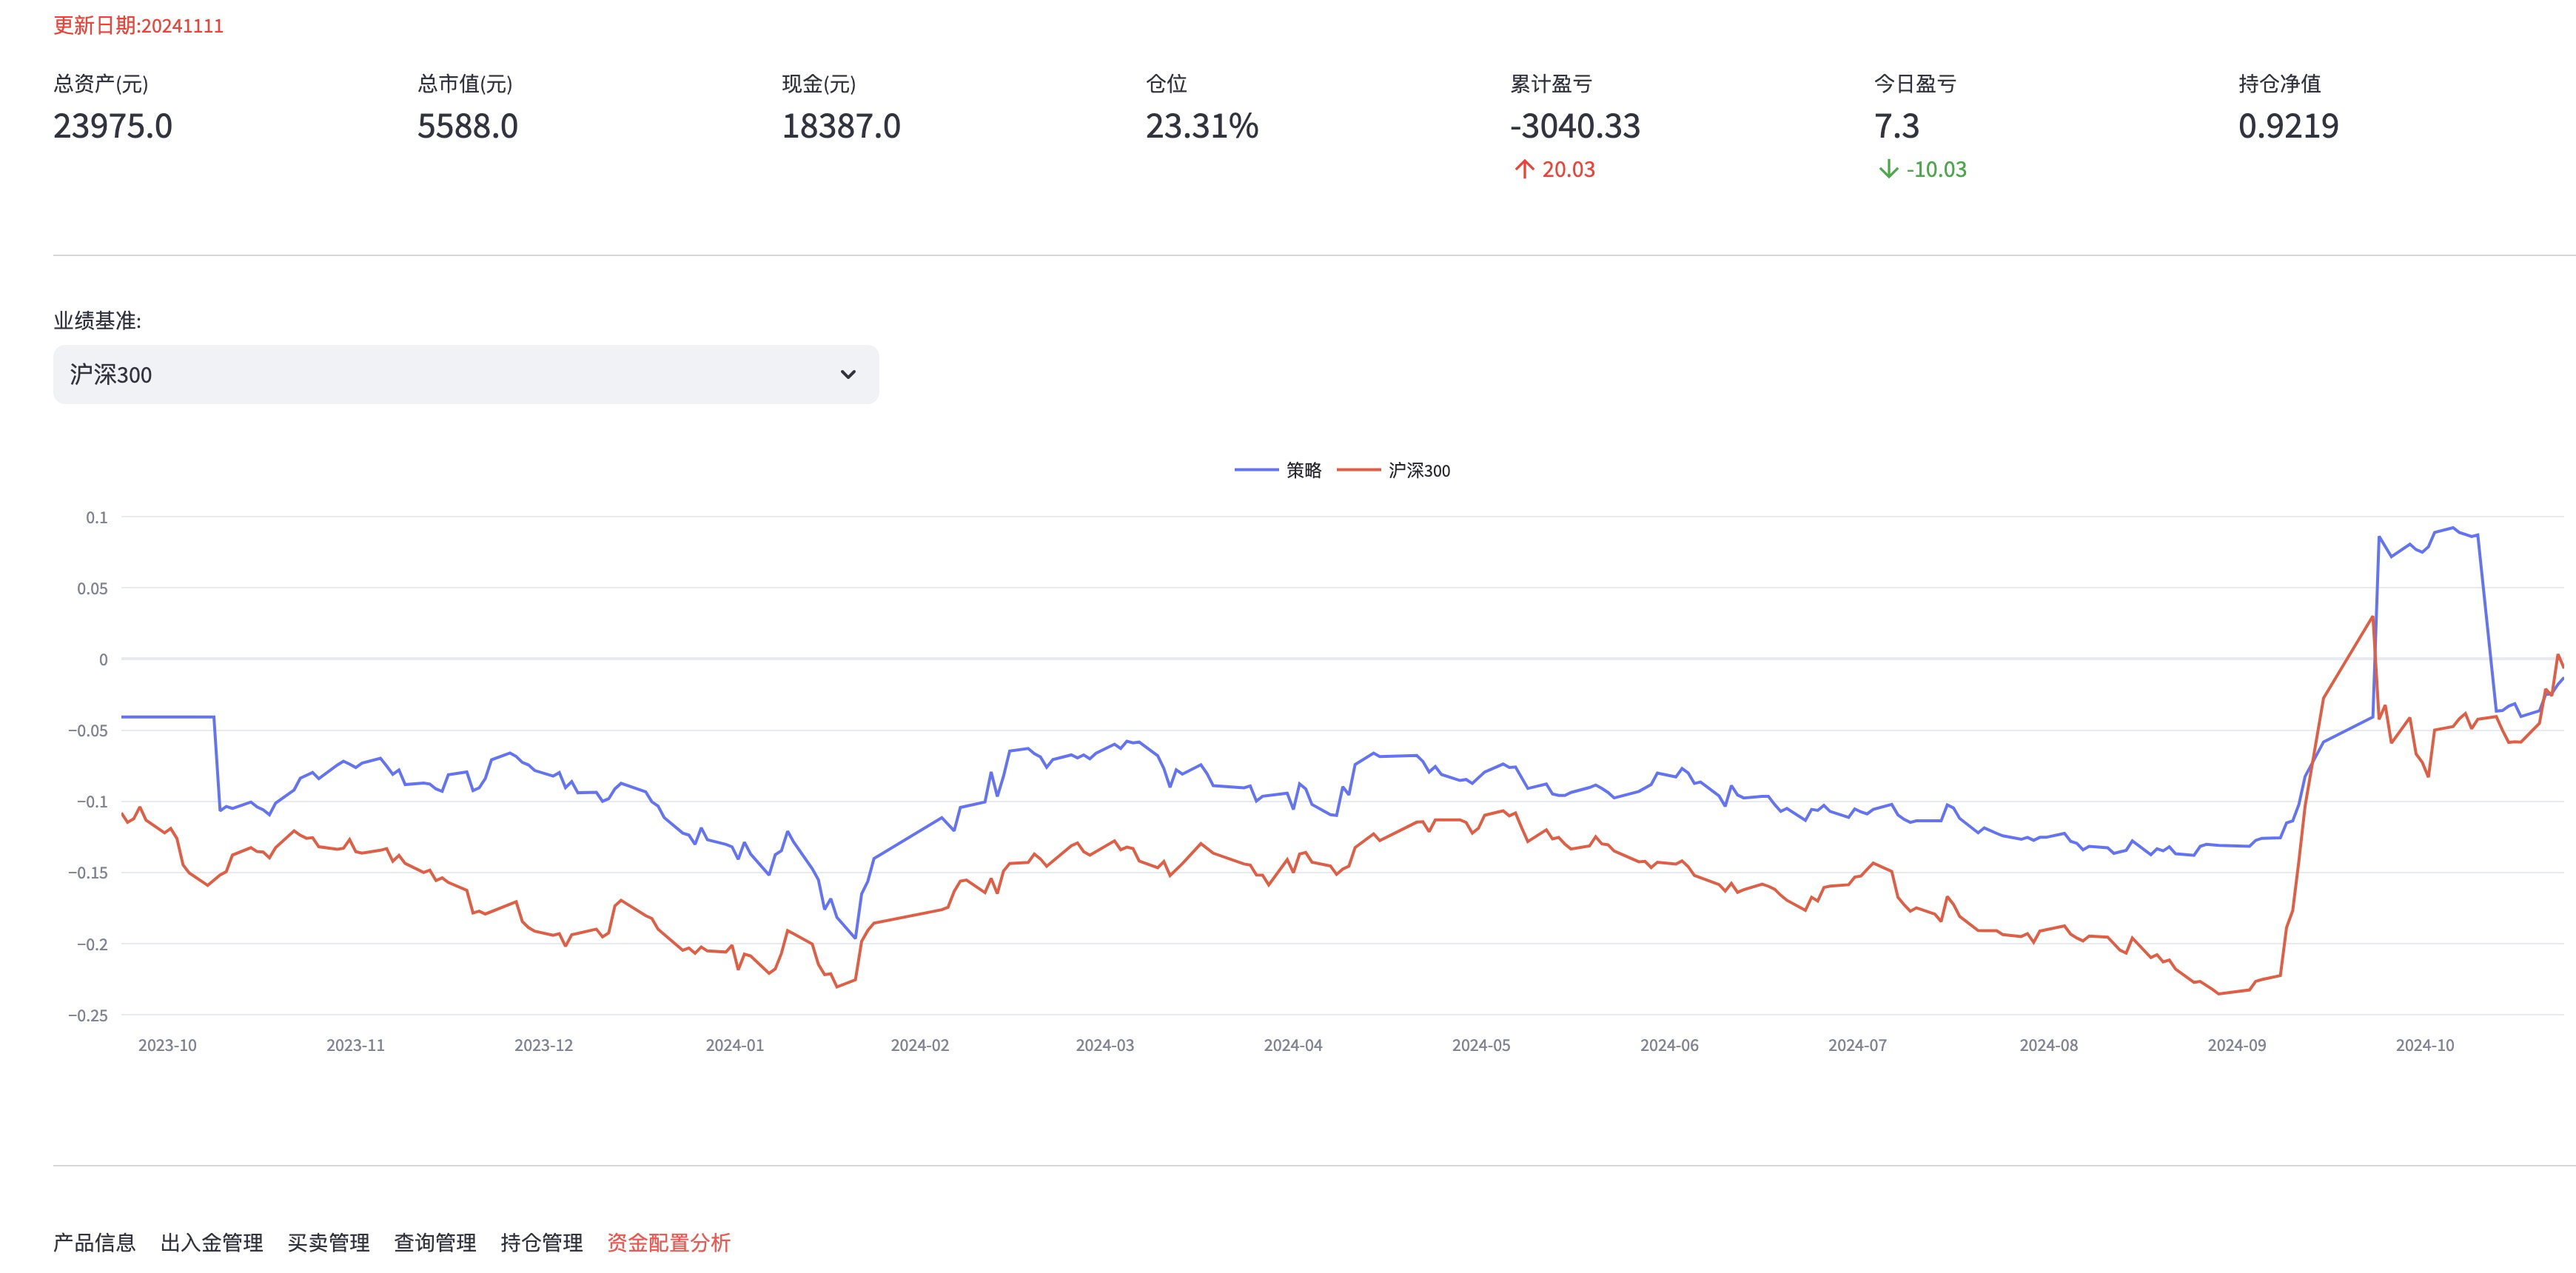 更新日期:20241111
总资产(元) 总市值(元) 现金(元) 仓位 累计盈亏 今日盈亏 持仓净值
23975.0 5588.0 18387.0 23.31% -3040.33 7.3 0.9219
↑ 20.03 ↓ -10.03
业绩基准:
沪深300
策略 沪深300
0.1
0.05
0
−0.05
−0.1
−0.15
−0.2
−0.25
2023-10 2023-11 2023-12 2024-01 2024-02 2024-03 2024-04 2024-05 2024-06 2024-07 2024-08 2024-09 2024-10
产品信息 出入金管理 买卖管理 查询管理 持仓管理 资金配置分析